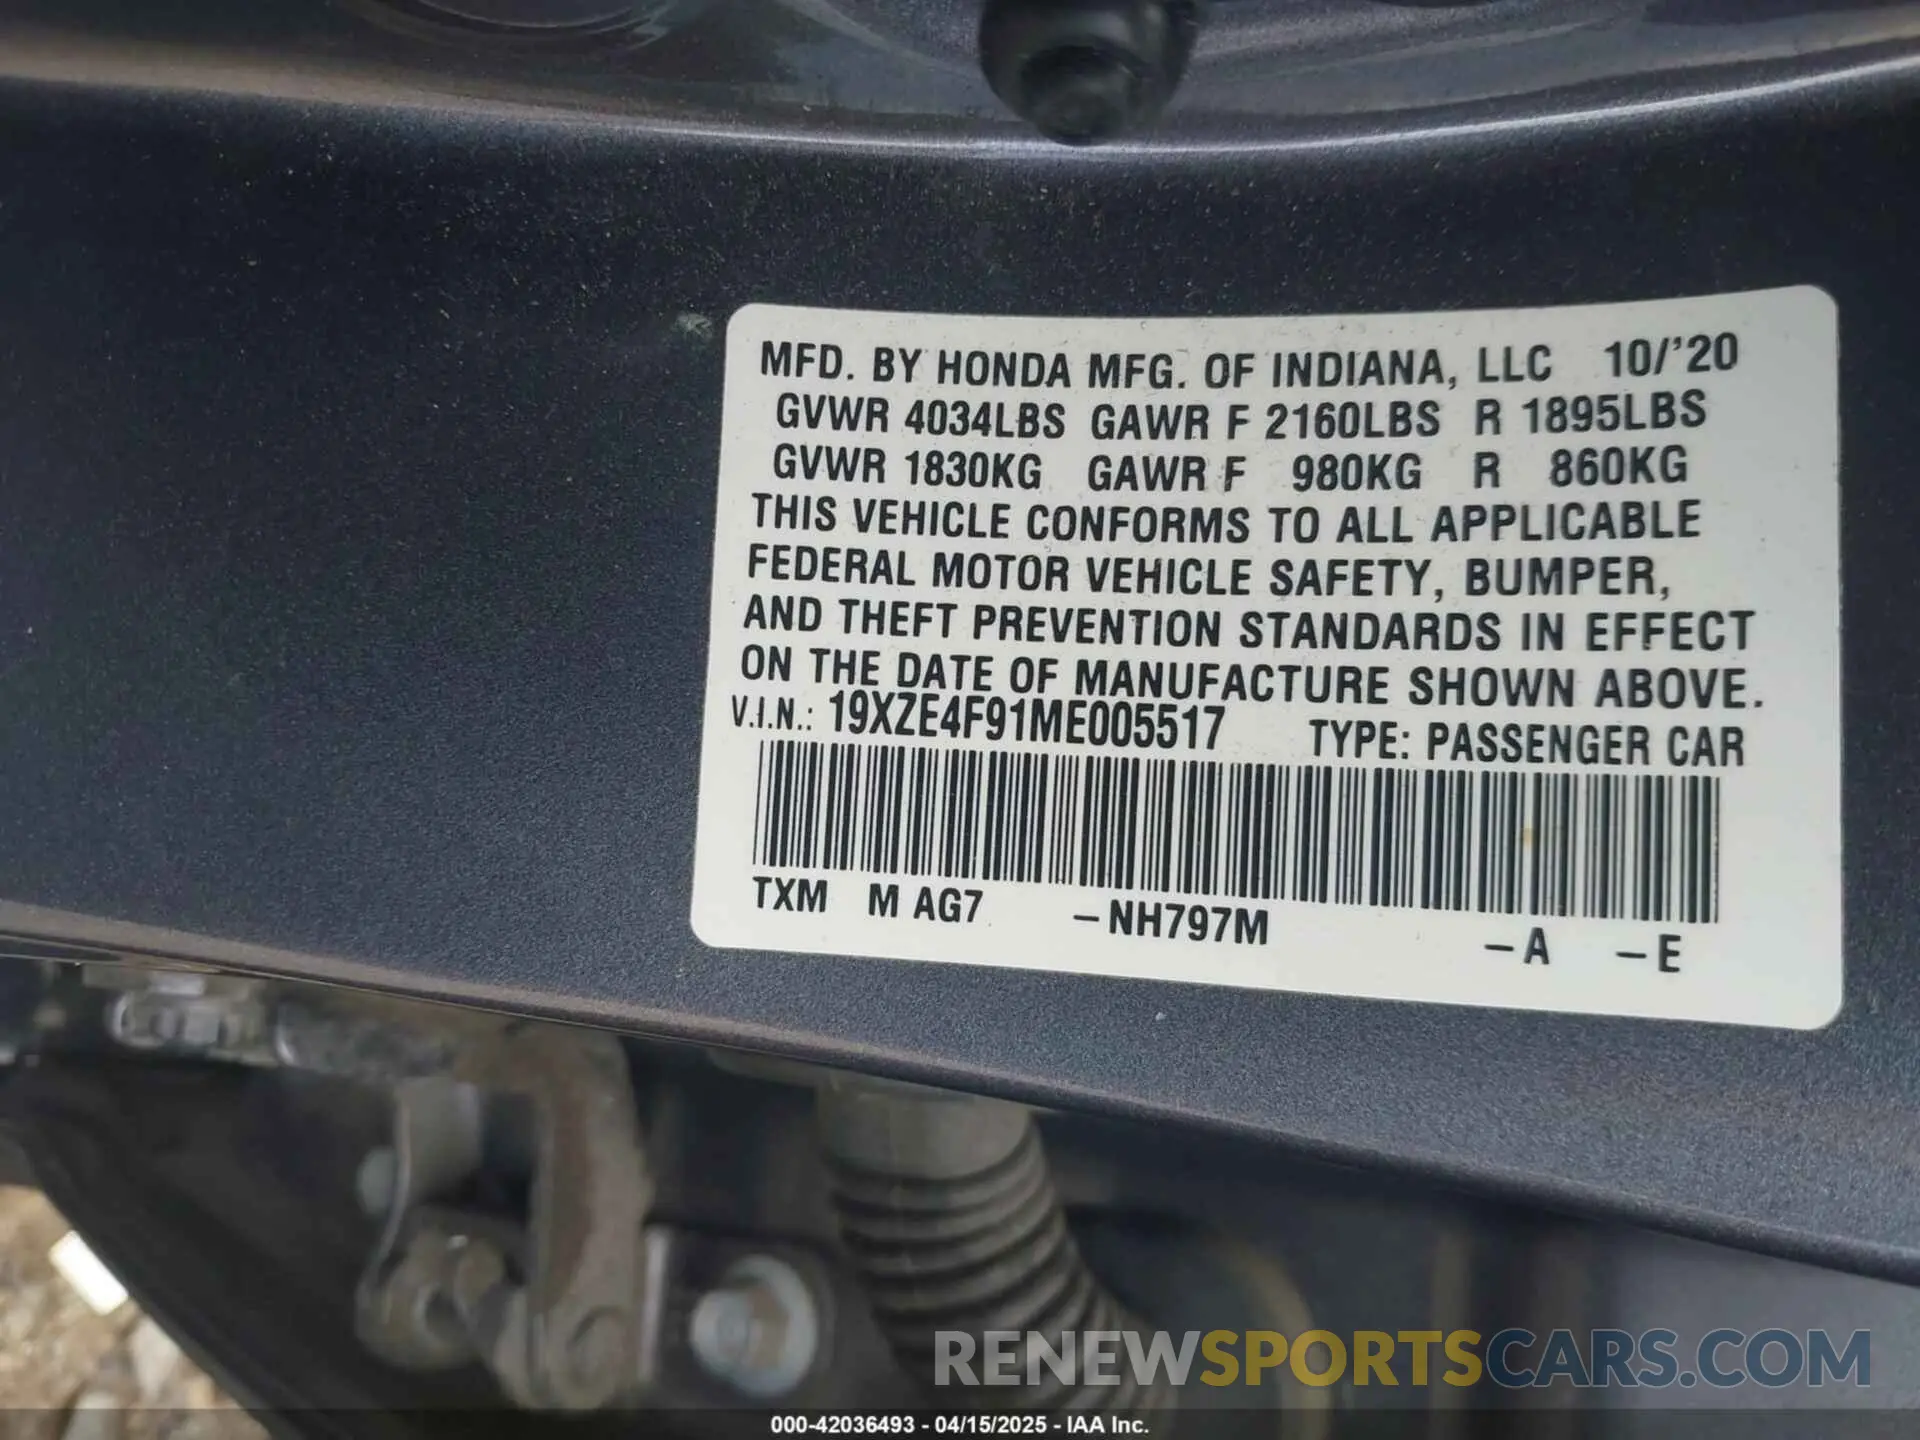 MFD. BY HONDA MFG. OF INDIANA, LLC 10/'20
GVWR 4034LBS GAWR F 2160LBS R 1895LBS
GVWR 1830KG GAWR F 980KG R 860KG
THIS VEHICLE CONFORMS TO ALL APPLICABLE
FEDERAL MOTOR VEHICLE SAFETY, BUMPER,
AND THEFT PREVENTION STANDARDS IN EFFECT
ON THE DATE OF MANUFACTURE SHOWN ABOVE.
V.I.N.: 19XZE4F91ME005517 TYPE: PASSENGER CAR
TXM M AG7 –NH797M –A –E
RENEWSPORTSCARS.COM
000-42036493 - 04/15/2025 - IAA Inc.